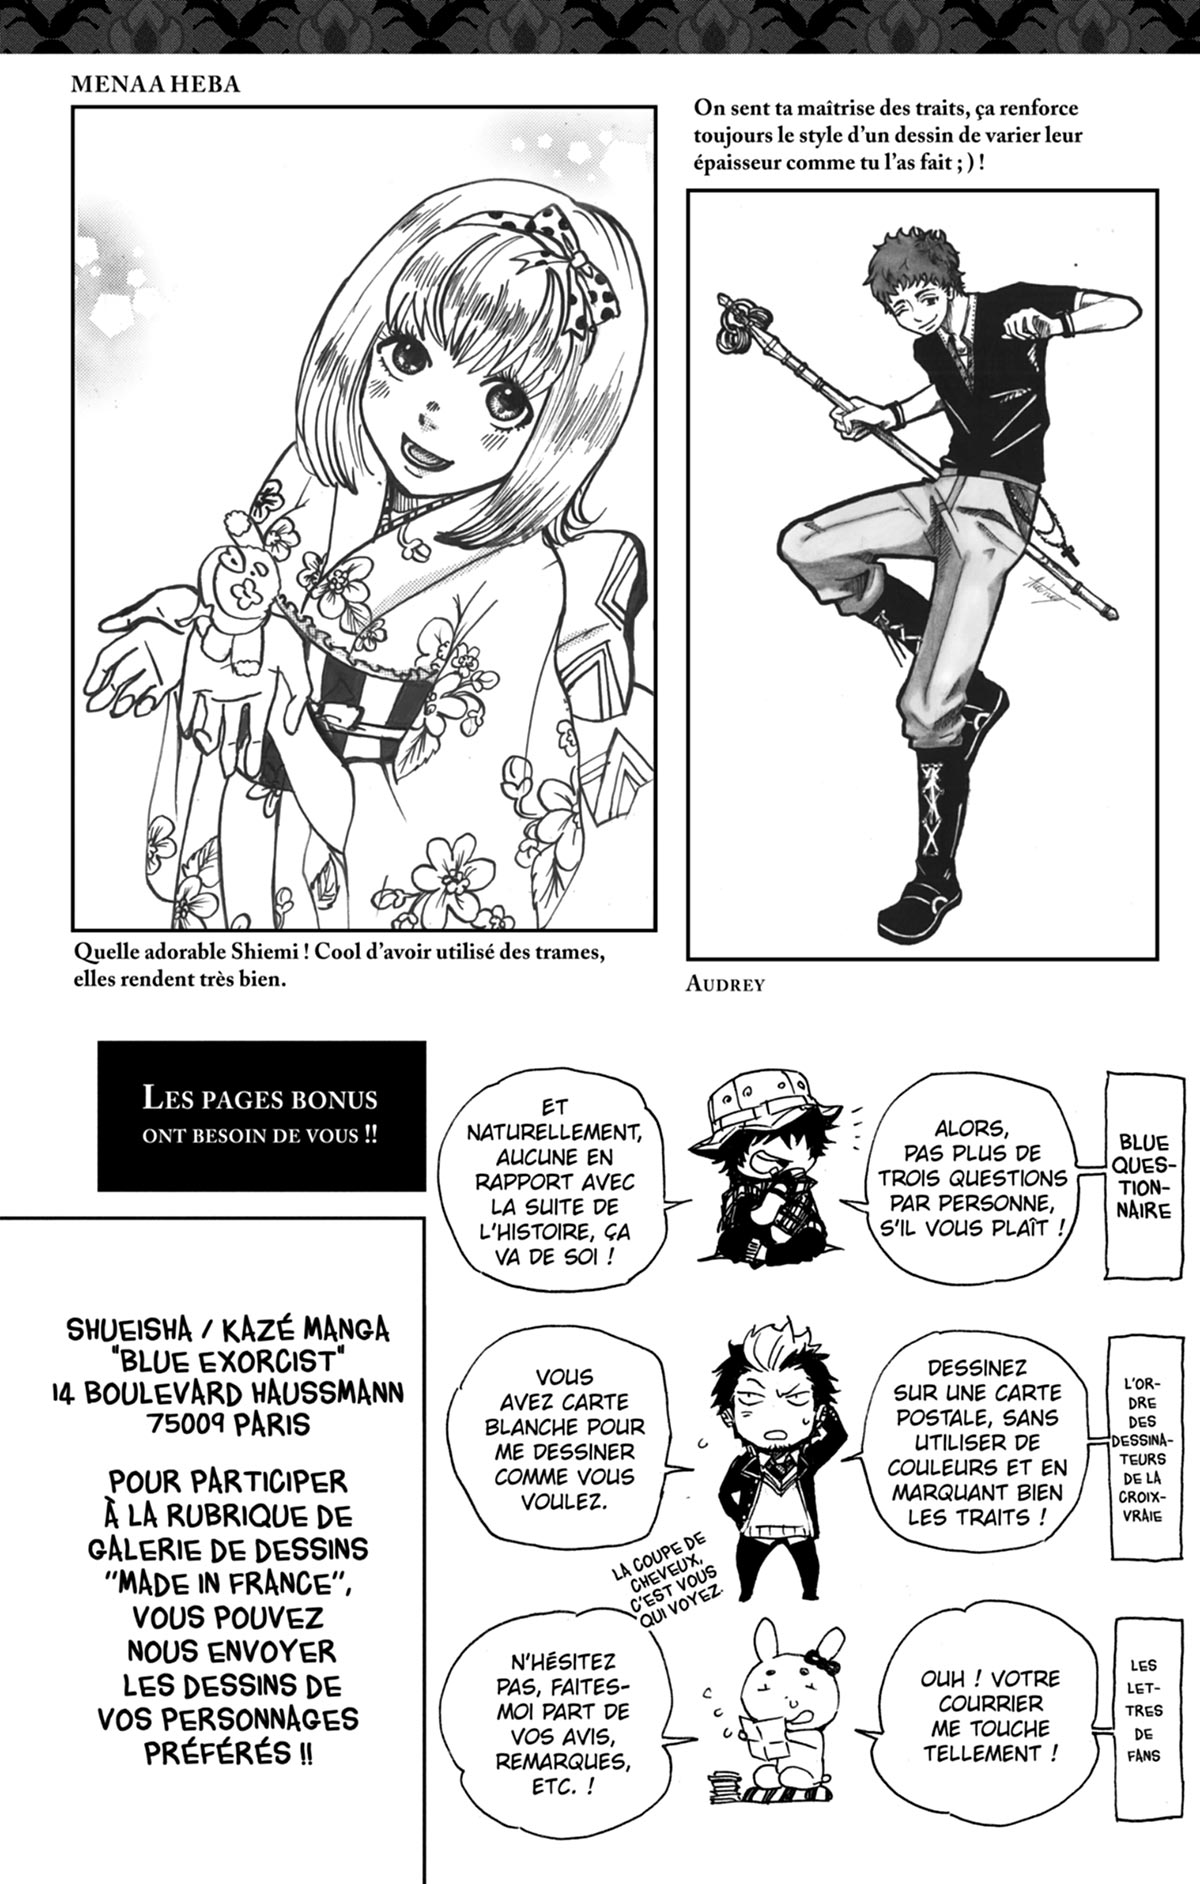 MENAA HEBA
On sent ta maîtrise des traits, ça renforce
toujours le style d'un dessin de varier leur
épaisseur comme tu l'as fait ; ) !
Quelle adorable Shiemi ! Cool d'avoir utilisé des trames,
elles rendent très bien.
AUDREY
LES PAGES BONUS
ONT BESOIN DE VOUS !!
BLUE
QUES-
TION-
NAIRE
ALORS,
PAS PLUS DE
TROIS QUESTIONS
PAR PERSONNE,
S'IL VOUS PLAÎT !
ET
NATURELLEMENT,
AUCUNE EN
RAPPORT AVEC
LA SUITE DE
L'HISTOIRE, ÇA
VA DE SOI !
L'OR-
DRE
DES
DESSINA-
TEURS
DE LA
CROIX-
VRAIE
DESSINEZ
SUR UNE CARTE
POSTALE, SANS
UTILISER DE
COULEURS ET EN
MARQUANT BIEN
LES TRAITS !
VOUS
AVEZ CARTE
BLANCHE POUR
ME DESSINER
COMME VOUS
VOULEZ.
LA COUPE DE
CHEVEUX,
C'EST VOUS
QUI VOYEZ.
LES
LET-
TRES
DE
FANS
OUH ! VOTRE
COURRIER
ME TOUCHE
TELLEMENT !
N'HÉSITEZ
PAS, FAITES-
MOI PART DE
VOS AVIS,
REMARQUES,
ETC. !
SHUEISHA / KAZÉ MANGA
"BLUE EXORCIST"
14 BOULEVARD HAUSSMANN
75009 PARIS
POUR PARTICIPER
À LA RUBRIQUE DE
GALERIE DE DESSINS
"MADE IN FRANCE",
VOUS POUVEZ
NOUS ENVOYER
LES DESSINS DE
VOS PERSONNAGES
PRÉFÉRÉS !!